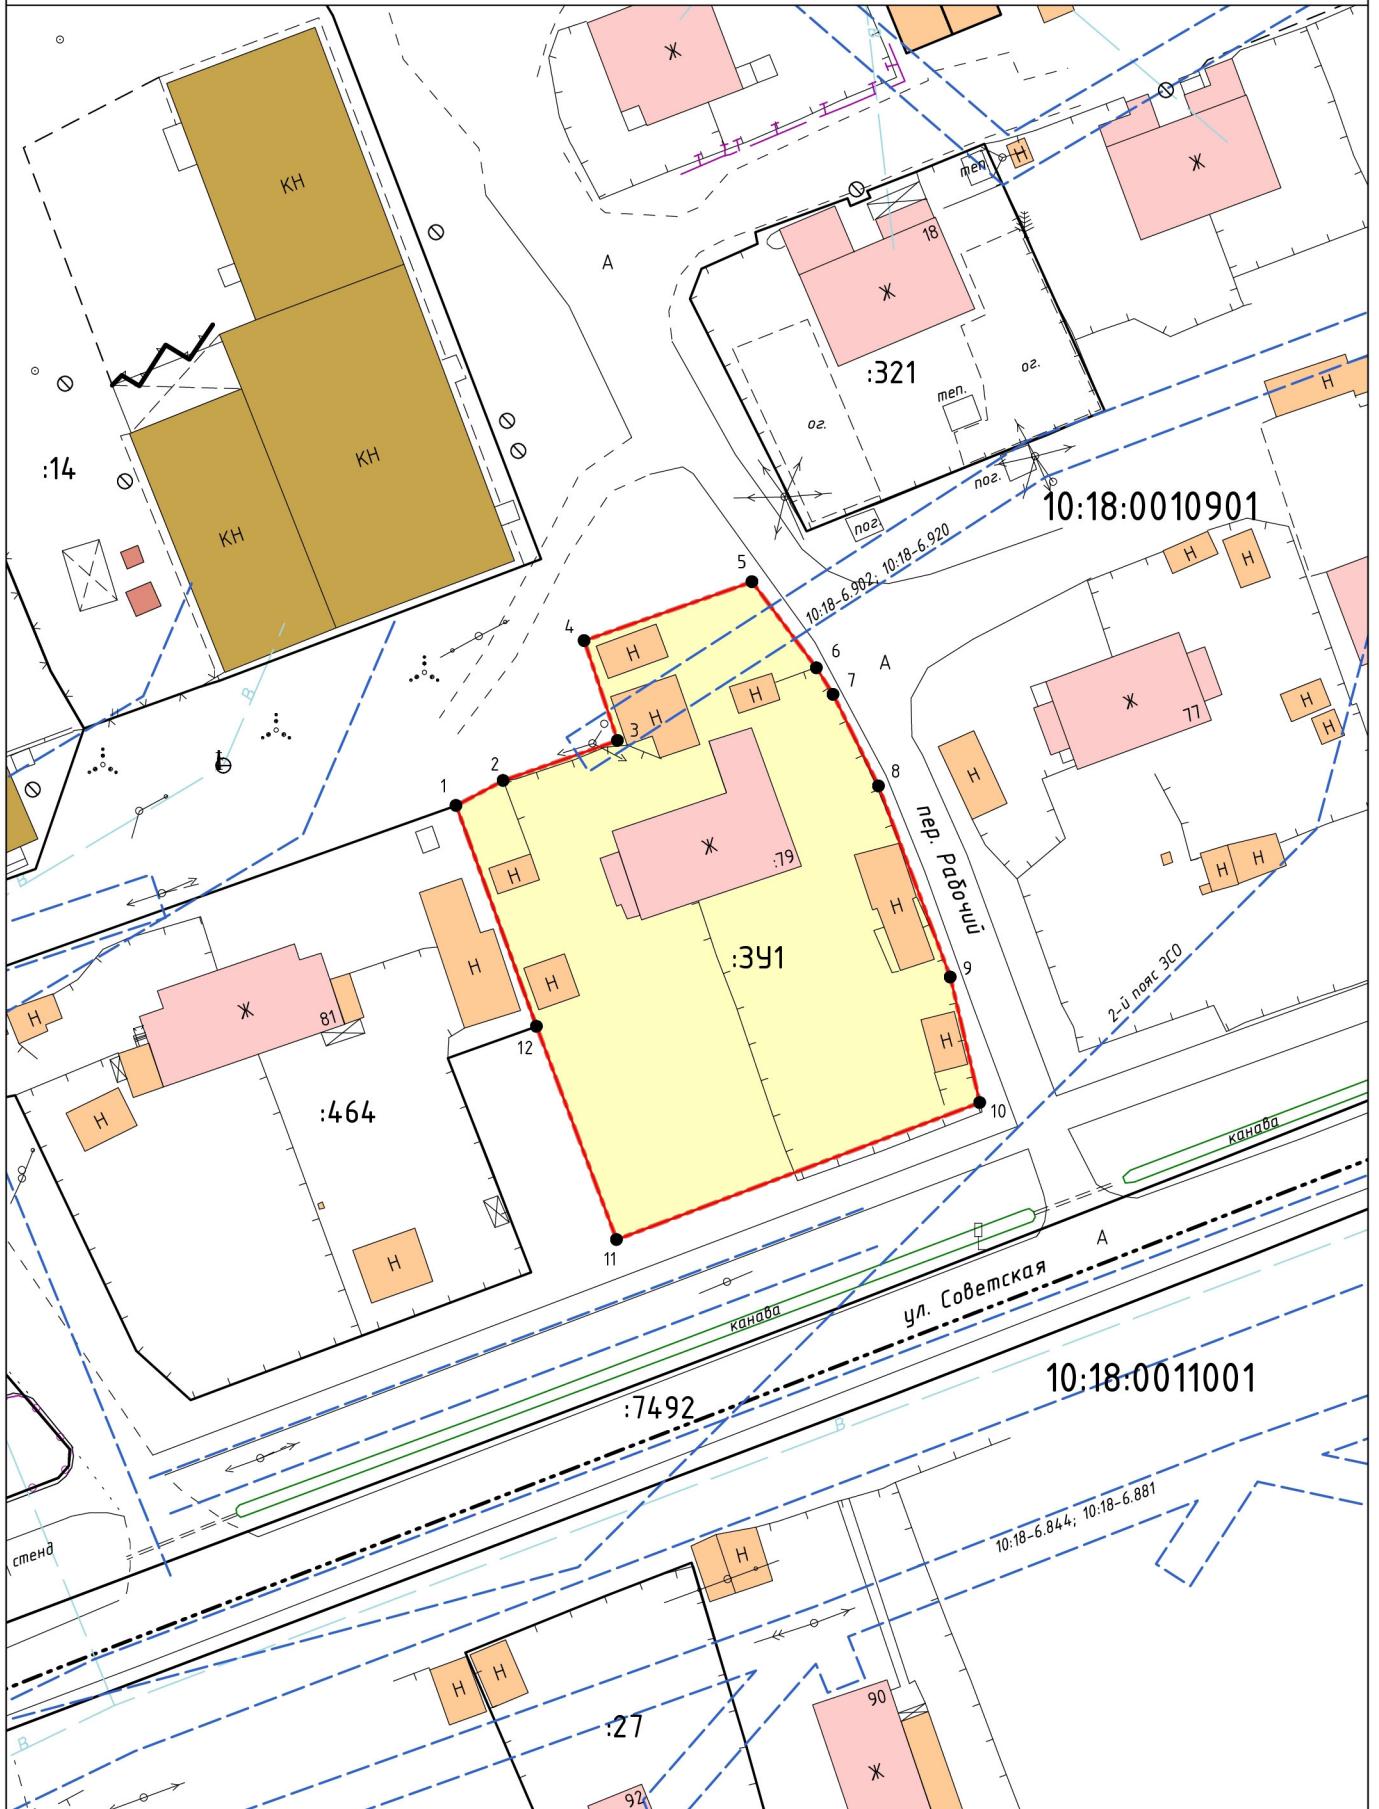 Ж
КН
А
теп.
Н
Ж
18
Ж
:321
ог.
теп.
ог.
Н
КН
:14
КН
пог.
пог.
10:18:0010901
10:18-6.902; 10:18-6.920
5
4
Н
6
А
Н
7
Н
3
Н
Н
Ж
77
Н
Н
В
2
1
8
Ж
:79
пер. Рабочий
Н
Н
Н
Н
В
Н
Н
:ЗУ1
Н
9
2-й пояс ЗСО
Ж
81
Н
12
Н
10
Н
:464
канава
11
Н
А
ул. Советская
канава
10:18:0011001
:7492
В
10:18-6.844; 10:18-6.881
стенд
Н
Н
Н
:27
90
В
Ж
92